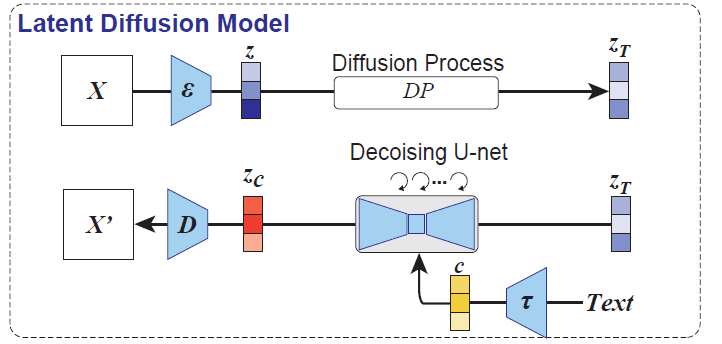 Latent Diffusion Model
X
ε
z
Diffusion Process
DP
z_T
Decoising U-net
...
X'
D
z_C
z_T
c
τ
Text